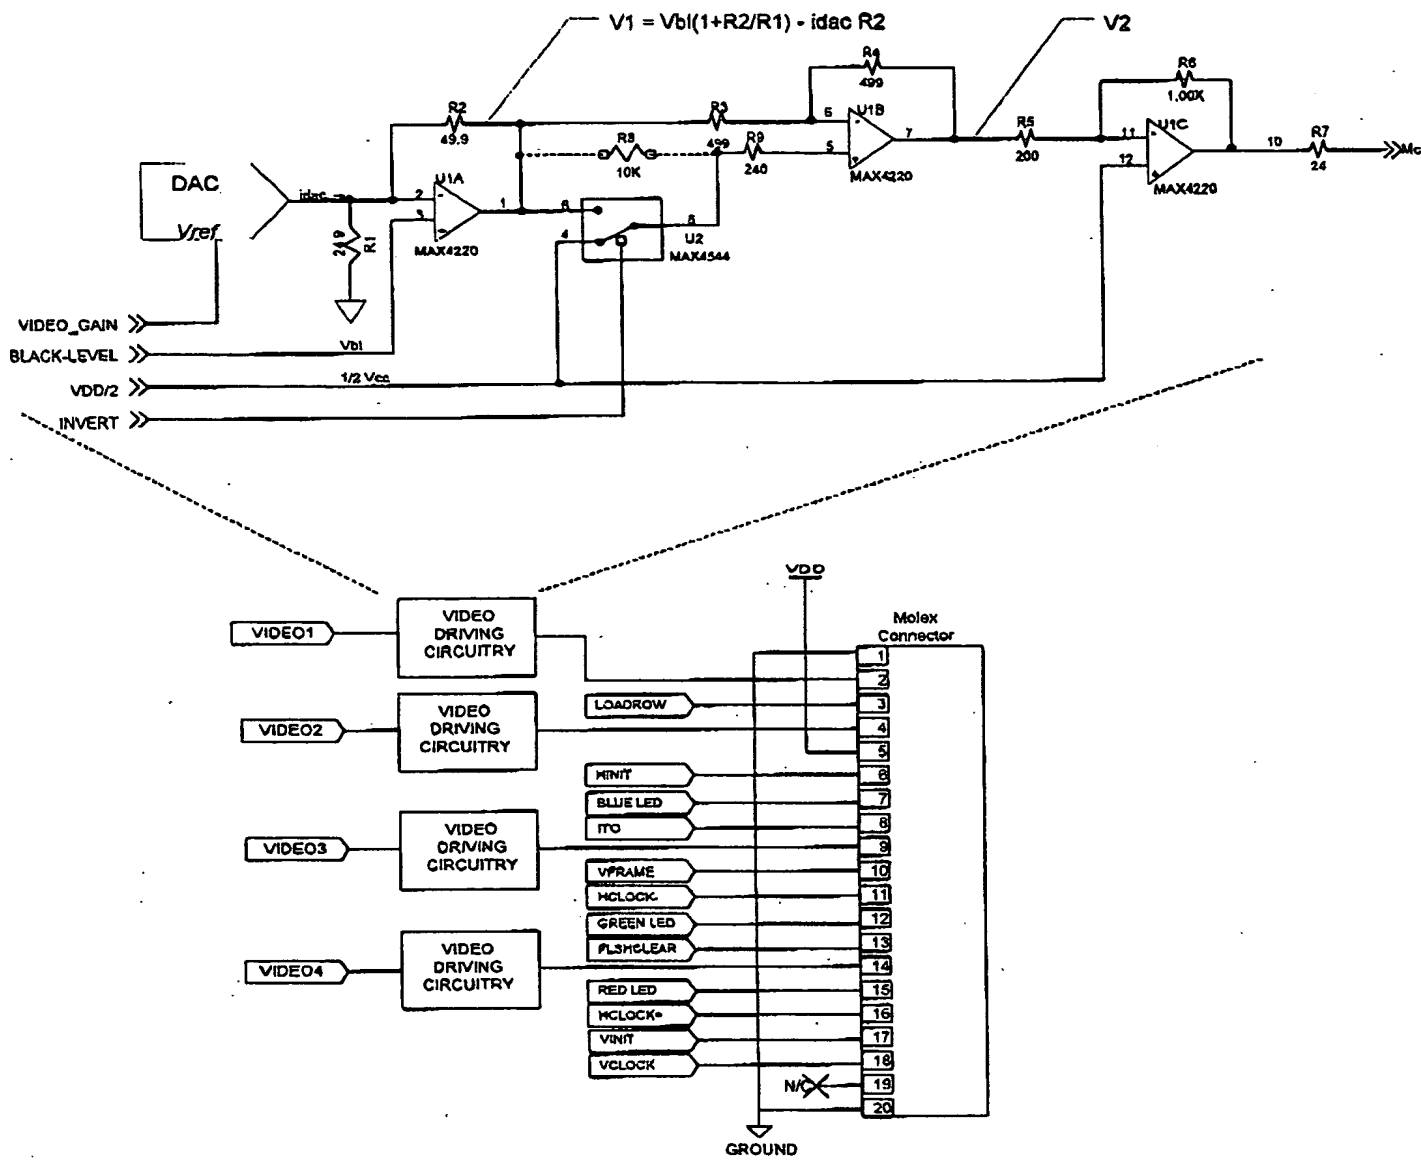 V1 = Vbl(1+R2/R1) - idac R2
V2
R4
499
R6
1.00K
R2
49.9
R3
499
U1B
6
7
5
MAX4220
R5
200
U1C
11
12
10
MAX4220
R7
24
R8
10K
R9
240
DAC
Vref
idac
R1
U1A
2
3
1
MAX4220
6
4
8
U2
MAX4544
VIDEO_GAIN
BLACK-LEVEL
Vbl
VDD/2
1/2 Vcc
INVERT
VDD
Molex
Connector
VIDEO1
VIDEO
DRIVING
CIRCUITRY
VIDEO2
VIDEO
DRIVING
CIRCUITRY
VIDEO3
VIDEO
DRIVING
CIRCUITRY
VIDEO4
VIDEO
DRIVING
CIRCUITRY
1
2
LOADROW 3
4
5
HINIT 6
BLUE LED 7
ITO 8
9
VFRAME 10
HCLOCK- 11
GREEN LED 12
13
14
RED LED 15
16
VINIT 17
VCLOCK 18
N/C 19
20
GROUND